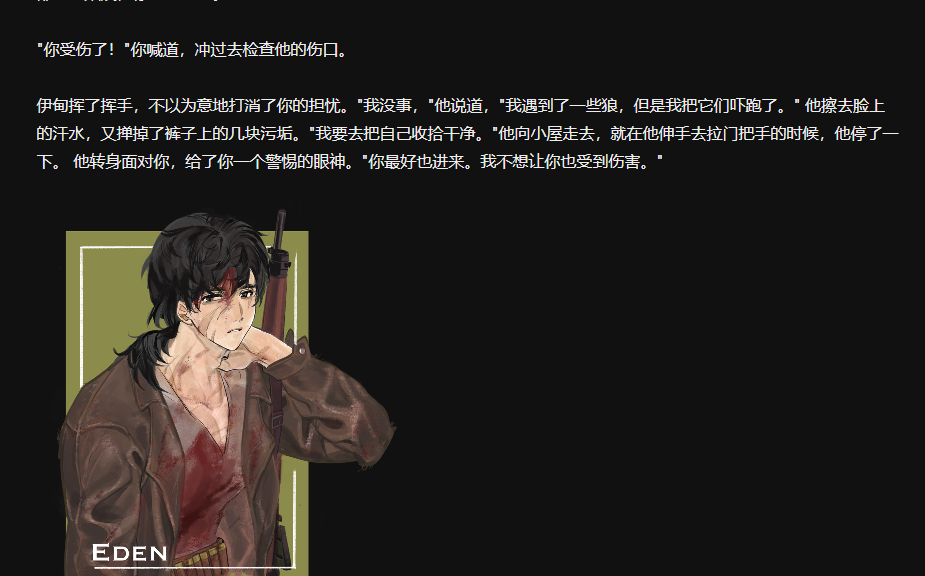 "你受伤了！"你喊道，冲过去检查他的伤口。
伊甸挥了挥手，不以为意地打消了你的担忧。"我没事，"他说道，"我遇到了一些狼，但是我把它们吓跑了。" 他擦去脸上
的汗水，又掸掉了裤子上的几块污垢。"我要去把自己收拾干净。"他向小屋走去，就在他伸手去拉门把手的时候，他停了一
下。 他转身面对你，给了你一个警惕的眼神。"你最好也进来。我不想让你也受到伤害。"
EDEN